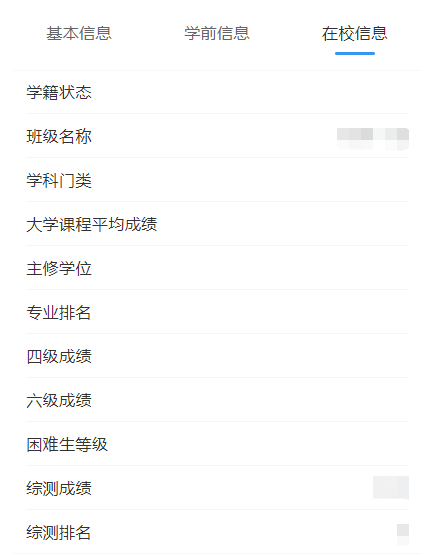 基本信息 学前信息 在校信息
学籍状态
班级名称
学科门类
大学课程平均成绩
主修学位
专业排名
四级成绩
六级成绩
困难生等级
综测成绩
综测排名